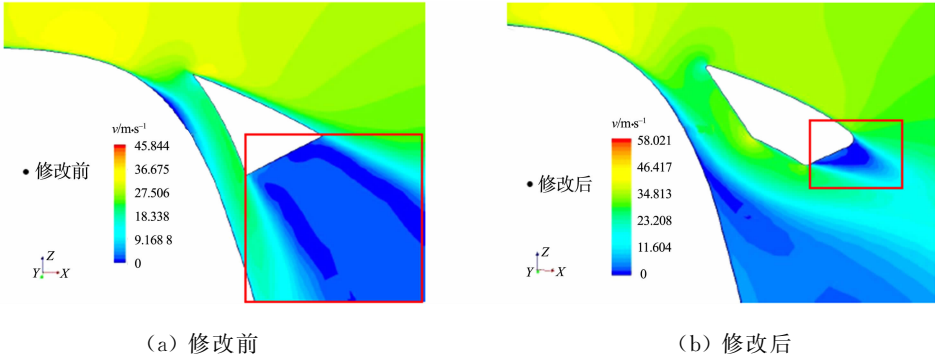 v/m·s⁻¹
45.844
36.675
27.506
18.338
9.168 8
0
• 修改前
Z
Y X
(a) 修改前
v/m·s⁻¹
58.021
46.417
34.813
23.208
11.604
0
• 修改后
Z
Y X
(b) 修改后